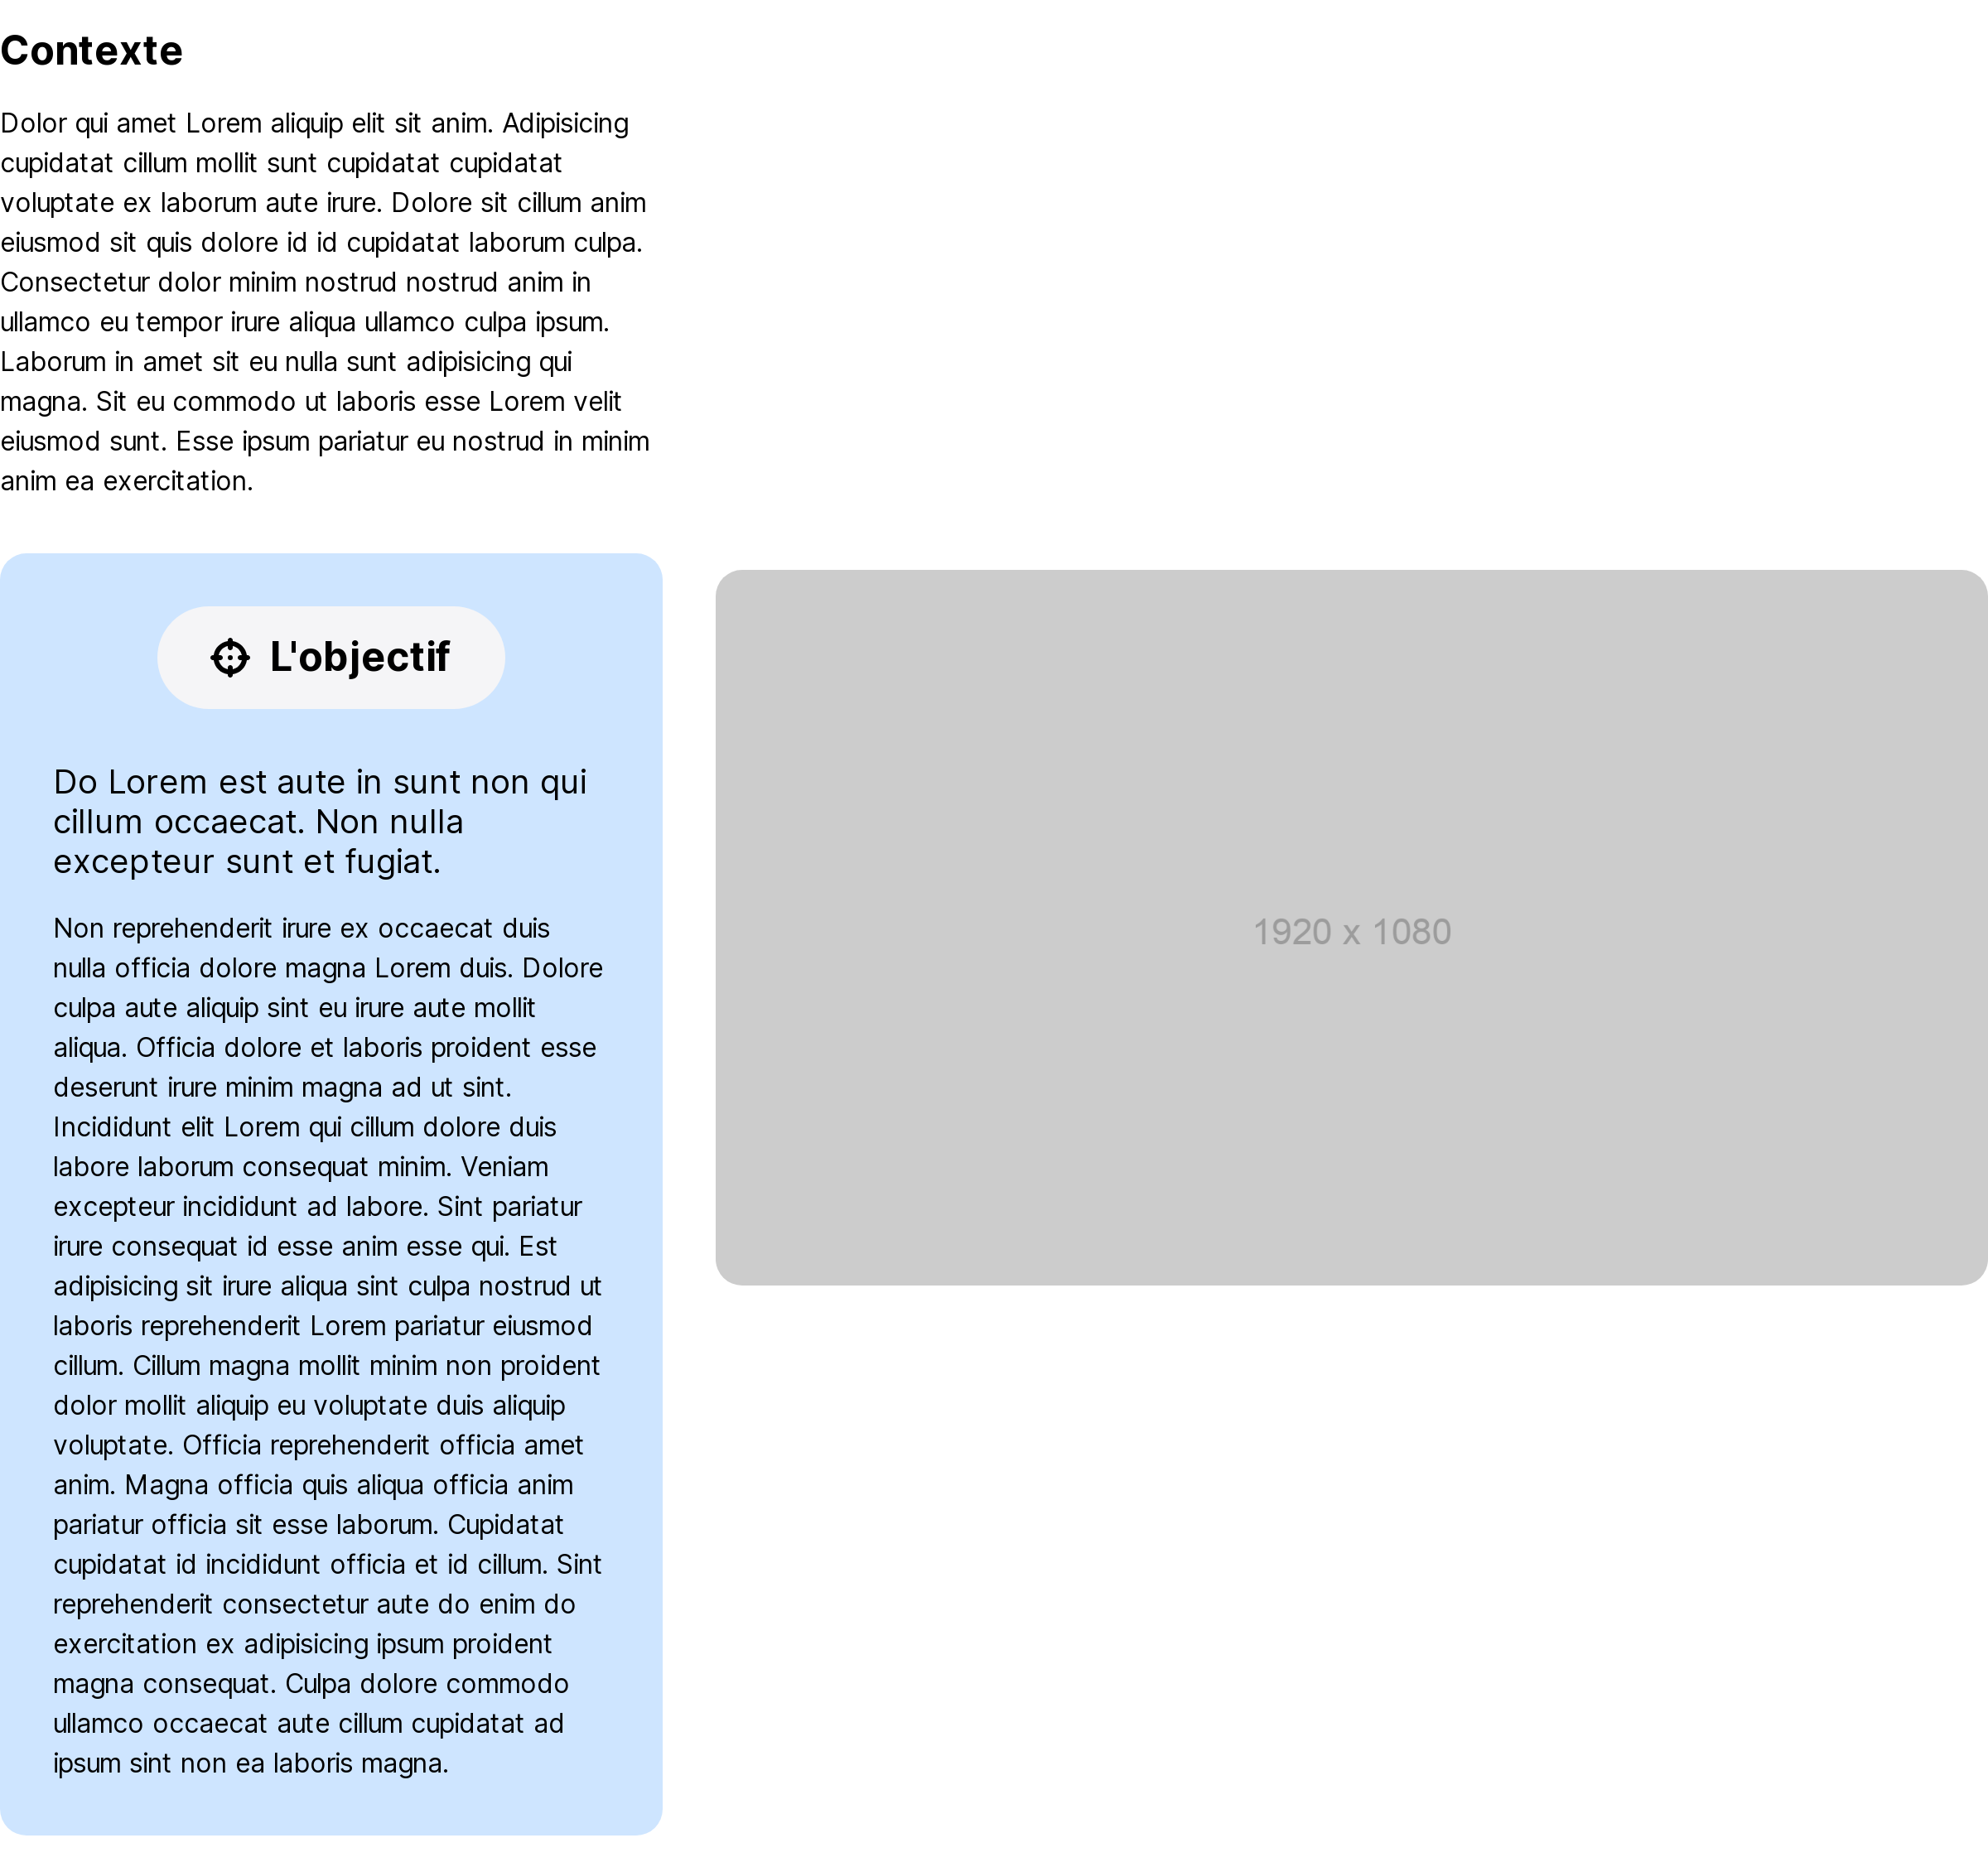 Contexte
Dolor qui amet Lorem aliquip elit sit anim. Adipisicing
cupidatat cillum mollit sunt cupidatat cupidatat
voluptate ex laborum aute irure. Dolore sit cillum anim
eiusmod sit quis dolore id id cupidatat laborum culpa.
Consectetur dolor minim nostrud nostrud anim in
ullamco eu tempor irure aliqua ullamco culpa ipsum.
Laborum in amet sit eu nulla sunt adipisicing qui
magna. Sit eu commodo ut laboris esse Lorem velit
eiusmod sunt. Esse ipsum pariatur eu nostrud in minim
anim ea exercitation.
L'objectif
Do Lorem est aute in sunt non qui
cillum occaecat. Non nulla
excepteur sunt et fugiat.
Non reprehenderit irure ex occaecat duis
nulla officia dolore magna Lorem duis. Dolore
culpa aute aliquip sint eu irure aute mollit
aliqua. Officia dolore et laboris proident esse
deserunt irure minim magna ad ut sint.
Incididunt elit Lorem qui cillum dolore duis
labore laborum consequat minim. Veniam
excepteur incididunt ad labore. Sint pariatur
irure consequat id esse anim esse qui. Est
adipisicing sit irure aliqua sint culpa nostrud ut
laboris reprehenderit Lorem pariatur eiusmod
cillum. Cillum magna mollit minim non proident
dolor mollit aliquip eu voluptate duis aliquip
voluptate. Officia reprehenderit officia amet
anim. Magna officia quis aliqua officia anim
pariatur officia sit esse laborum. Cupidatat
cupidatat id incididunt officia et id cillum. Sint
reprehenderit consectetur aute do enim do
exercitation ex adipisicing ipsum proident
magna consequat. Culpa dolore commodo
ullamco occaecat aute cillum cupidatat ad
ipsum sint non ea laboris magna.
1920 x 1080